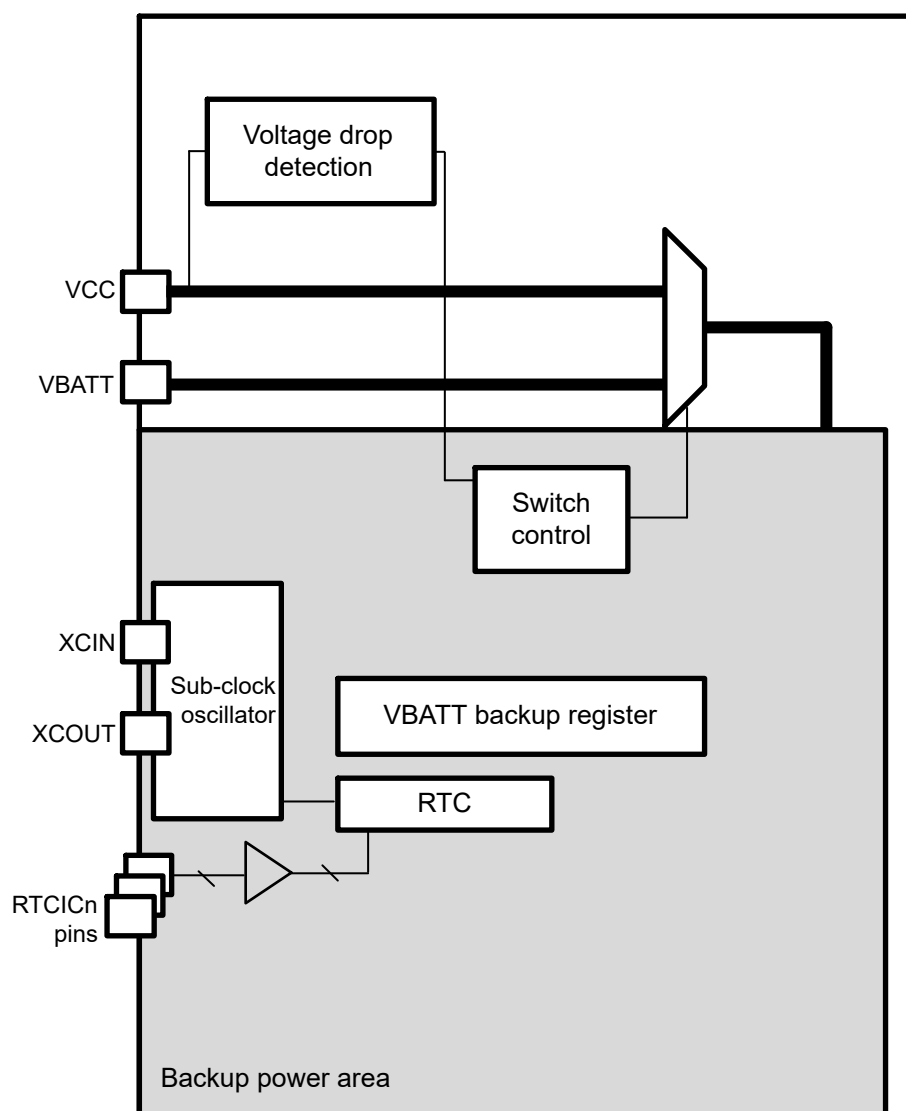 Voltage drop
detection
VCC
VBATT
Switch
control
XCIN
Sub-clock
oscillator
XCOUT
VBATT backup register
RTC
RTCICn
pins
Backup power area